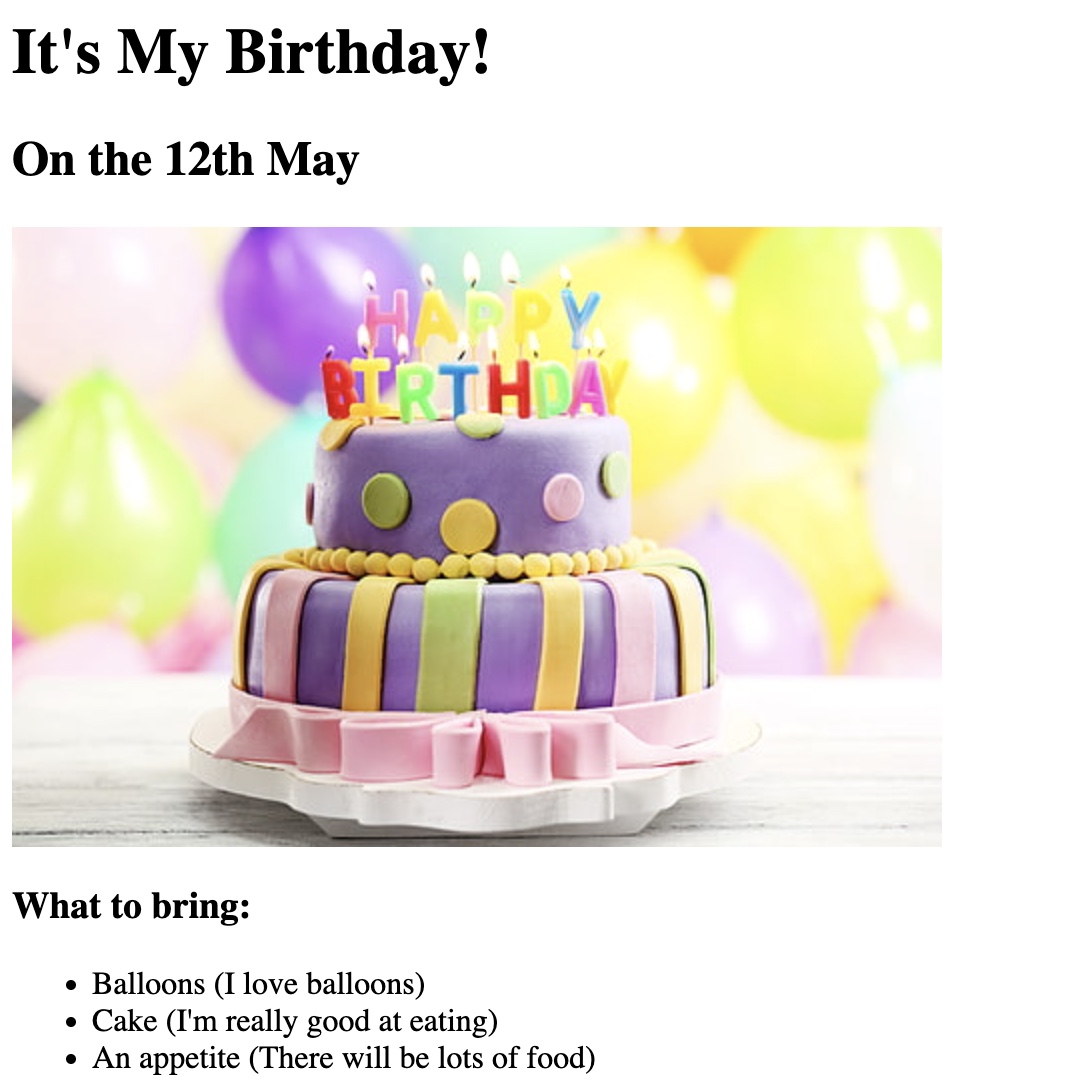 It's My Birthday!
On the 12th May
HAPPY
BIRTHDAY
What to bring:
Balloons (I love balloons)
Cake (I'm really good at eating)
An appetite (There will be lots of food)